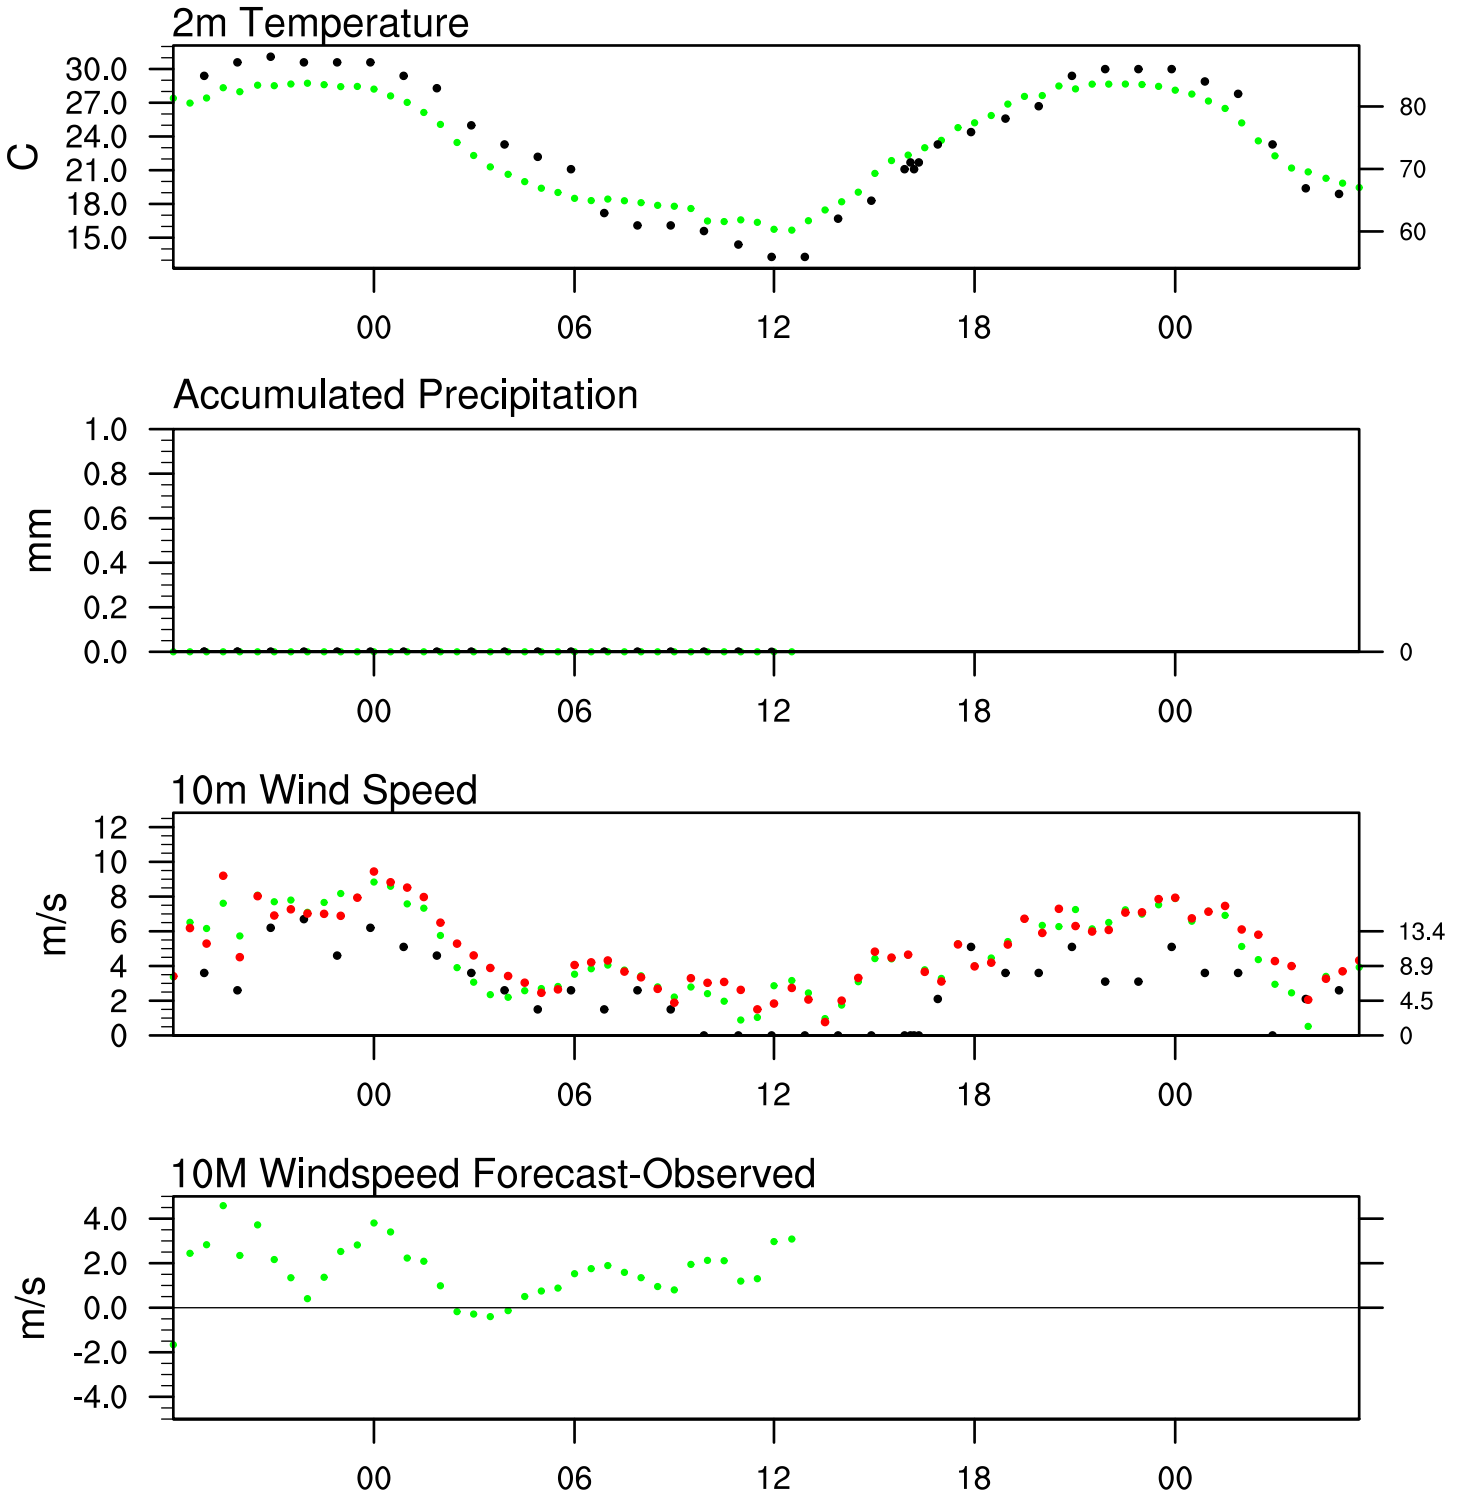 2m Temperature
30.0
27.0
24.0
21.0
18.0
15.0
C
80
70
60
00 06 12 18 00
Accumulated Precipitation
1.0
0.8
0.6
0.4
0.2
0.0
mm
0
00 06 12 18 00
10m Wind Speed
12
10
8
6
4
2
0
m/s
13.4
8.9
4.5
0
00 06 12 18 00
10M Windspeed Forecast-Observed
4.0
2.0
0.0
-2.0
-4.0
m/s
00 06 12 18 00